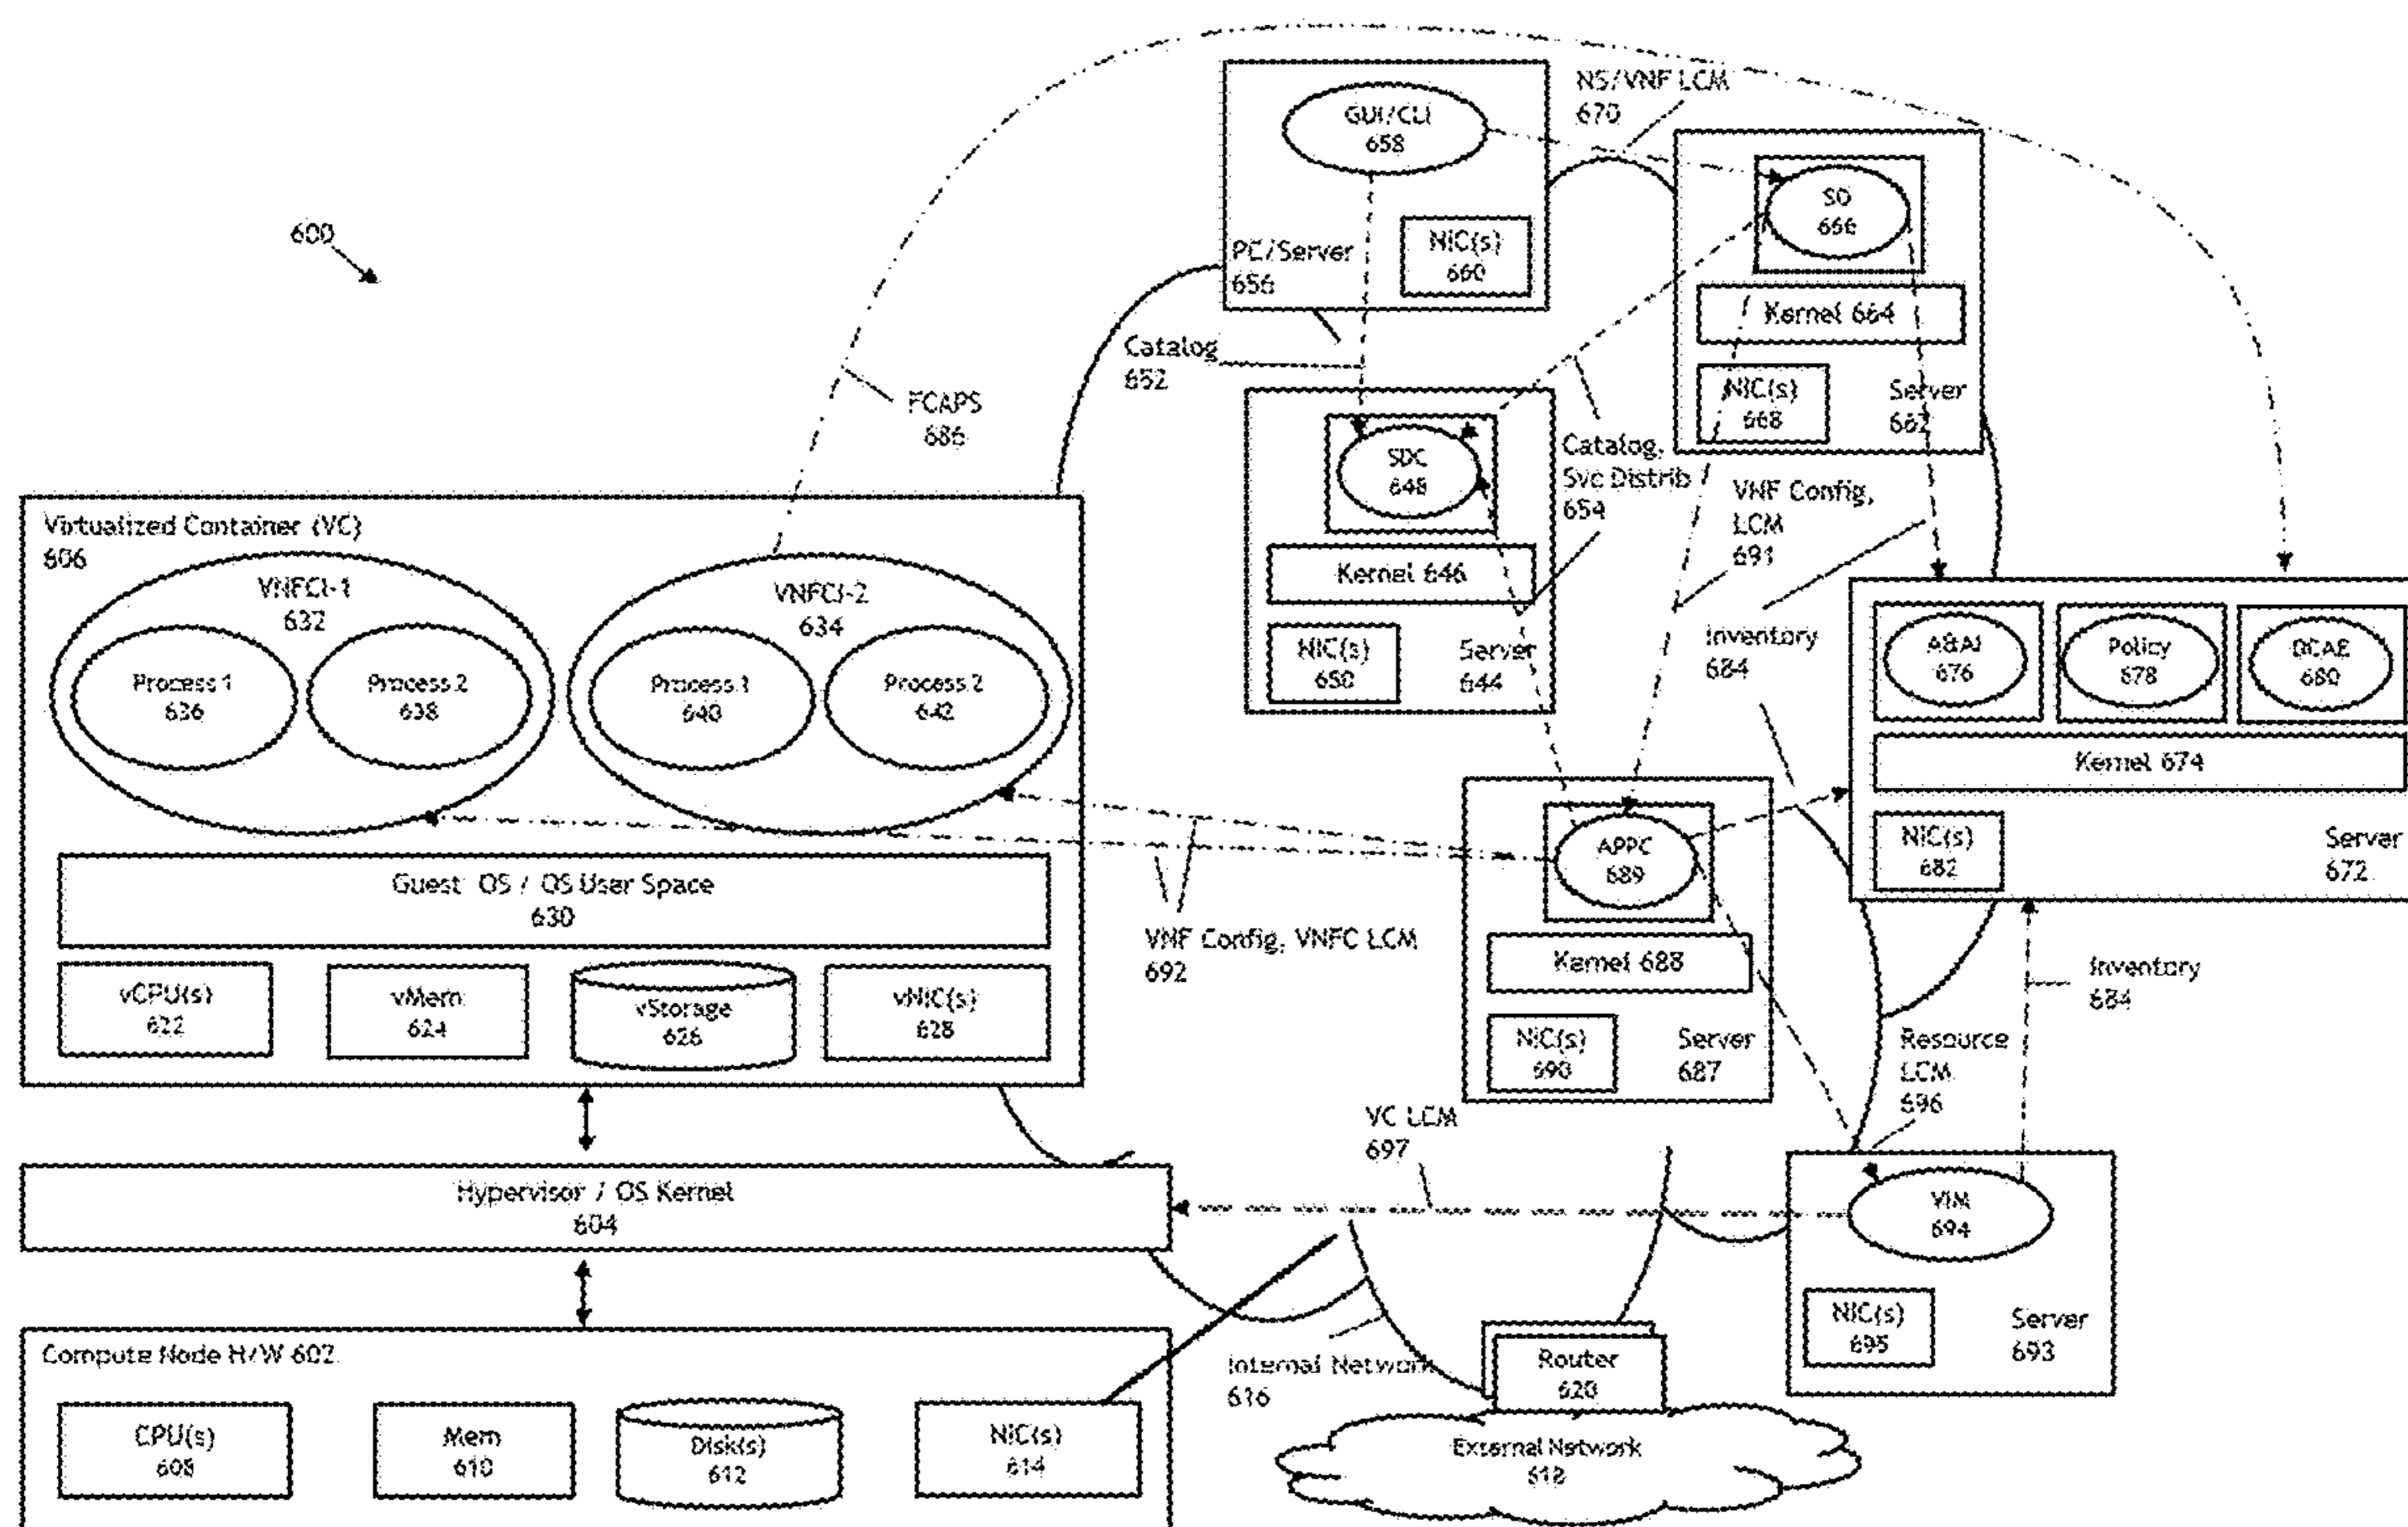 600
GUI/CLI
658
PC/Server
656
NIC(s)
660
NS/VNF LCM
670
SO
666
Kernel 664
NIC(s)
668
Server
662
Catalog
652
FCAPS
686
SDC
648
Kernel 646
NIC(s)
650
Server
644
Catalog,
Svc Distrib
654
VNF Config,
LCM
691
Inventory
684
A&AI
676
Policy
678
DCAE
680
Kernel 674
NIC(s)
682
Server
672
Virtualized Container (VC)
606
VNFCI-1
632
Process 1
636
Process 2
638
VNFCI-2
634
Process 1
640
Process 2
642
Guest OS / OS User Space
630
vCPU(s)
622
vMem
624
vStorage
626
vNIC(s)
628
VNF Config, VNFC LCM
692
APPC
689
Kernel 688
NIC(s)
690
Server
687
Inventory
684
Resource
LCM
696
VC LCM
697
Hypervisor / OS Kernel
604
VIM
694
NIC(s)
695
Server
693
Compute Node H/W 602
CPU(s)
608
Mem
610
Disk(s)
612
NIC(s)
614
Internal Network
616
Router
620
External Network
618